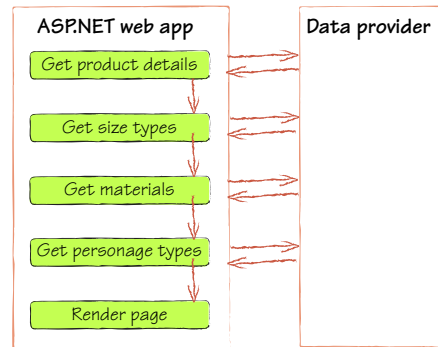 ASP.NET web app
Data provider
Get product details
Get size types
Get materials
Get personage types
Render page